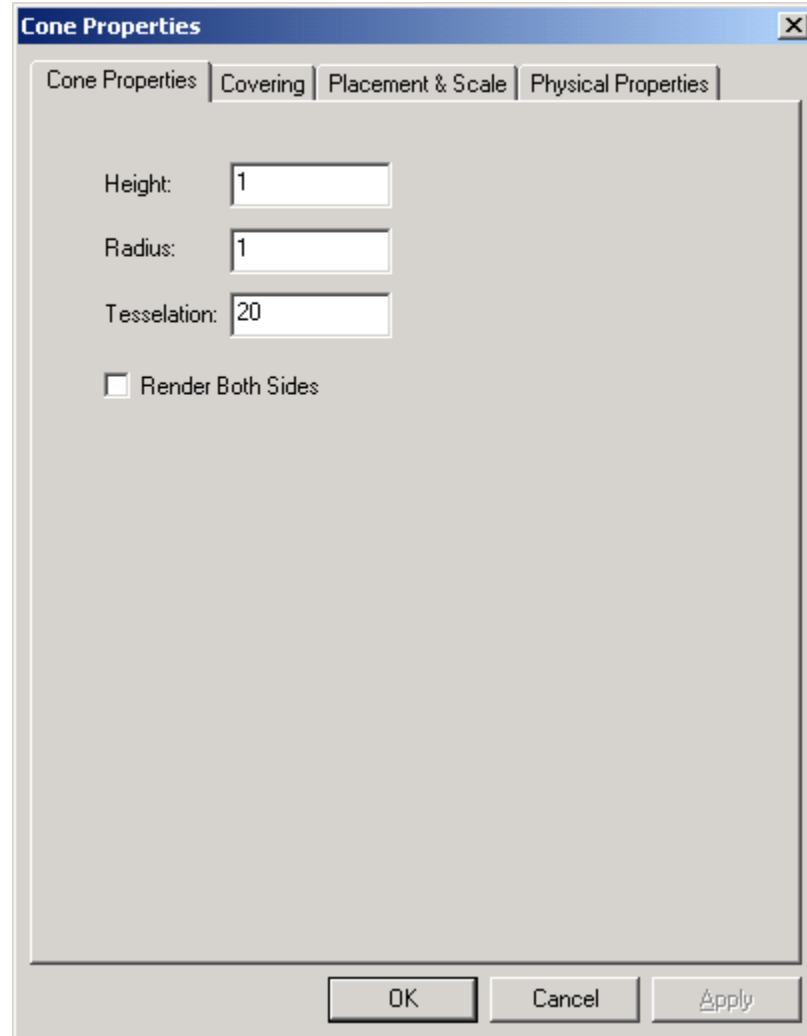 Cone Properties
Cone Properties Covering Placement & Scale Physical Properties
Height: 1
Radius: 1
Tesselation: 20
Render Both Sides
OK Cancel Apply